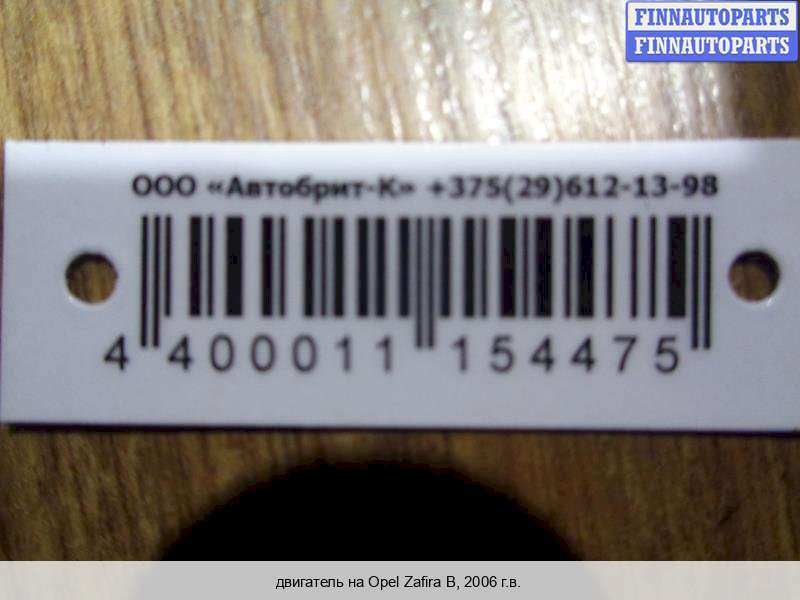 FINNAUTOPARTS
FINNAUTOPARTS
ООО «Автобрит-К» +375(29)612-13-98
4 400011 154475
двигатель на Opel Zafira B, 2006 г.в.